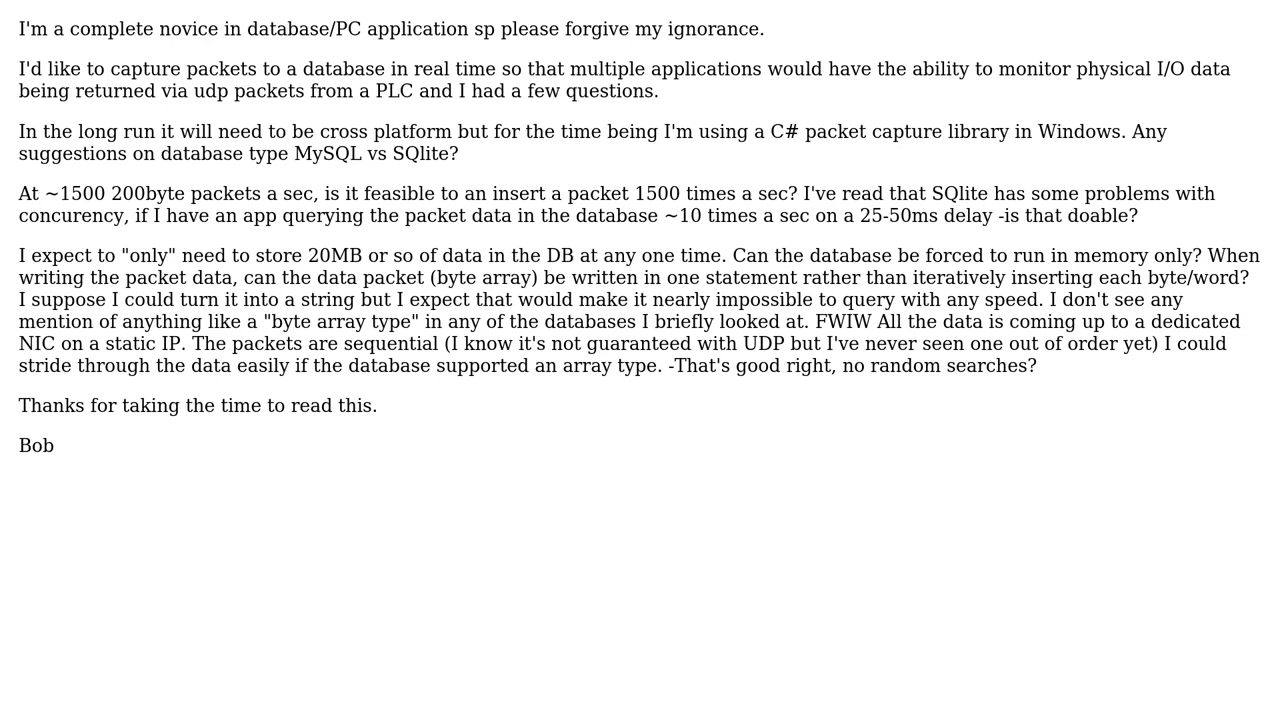 I'm a complete novice in database/PC application sp please forgive my ignorance.
I'd like to capture packets to a database in real time so that multiple applications would have the ability to monitor physical I/O data
being returned via udp packets from a PLC and I had a few questions.
In the long run it will need to be cross platform but for the time being I'm using a C# packet capture library in Windows. Any
suggestions on database type MySQL vs SQlite?
At ~1500 200byte packets a sec, is it feasible to an insert a packet 1500 times a sec? I've read that SQlite has some problems with
concurency, if I have an app querying the packet data in the database ~10 times a sec on a 25-50ms delay -is that doable?
I expect to "only" need to store 20MB or so of data in the DB at any one time. Can the database be forced to run in memory only? When
writing the packet data, can the data packet (byte array) be written in one statement rather than iteratively inserting each byte/word?
I suppose I could turn it into a string but I expect that would make it nearly impossible to query with any speed. I don't see any
mention of anything like a "byte array type" in any of the databases I briefly looked at. FWIW All the data is coming up to a dedicated
NIC on a static IP. The packets are sequential (I know it's not guaranteed with UDP but I've never seen one out of order yet) I could
stride through the data easily if the database supported an array type. -That's good right, no random searches?
Thanks for taking the time to read this.
Bob